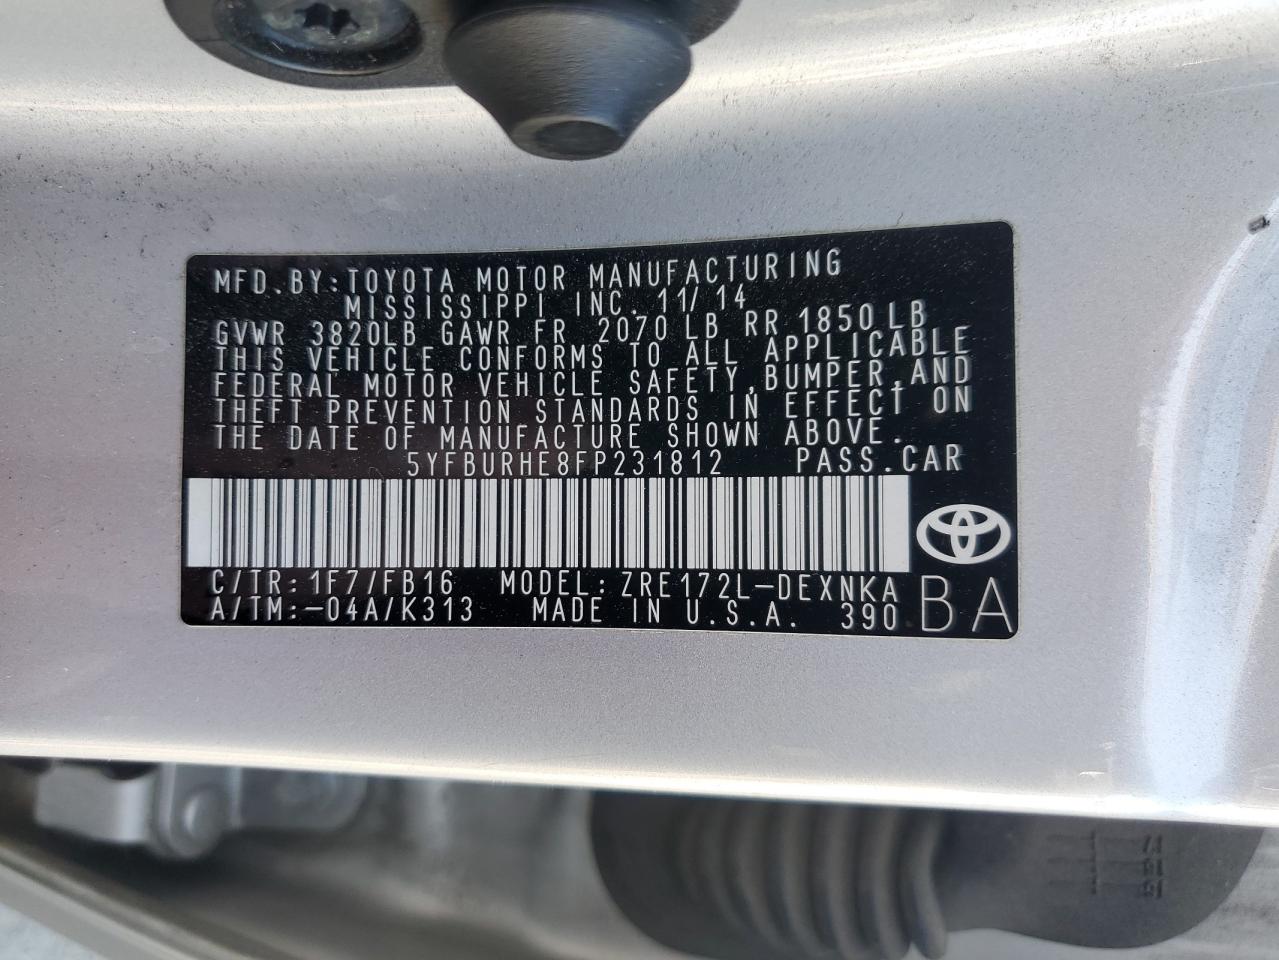 MFD. BY: TOYOTA MOTOR MANUFACTURING
MISSISSIPPI INC. 11/14
GVWR 3820LB GAWR FR 2070 LB RR 1850 LB
THIS VEHICLE CONFORMS TO ALL APPLICABLE
FEDERAL MOTOR VEHICLE SAFETY, BUMPER, AND
THEFT PREVENTION STANDARDS IN EFFECT ON
THE DATE OF MANUFACTURE SHOWN ABOVE.
5YFBURHE8FP231812 PASS. CAR
C/TR: 1F7/FB16 MODEL: ZRE172L-DEXNKA
A/TM: -04A/K313 MADE IN U.S.A. 390 BA